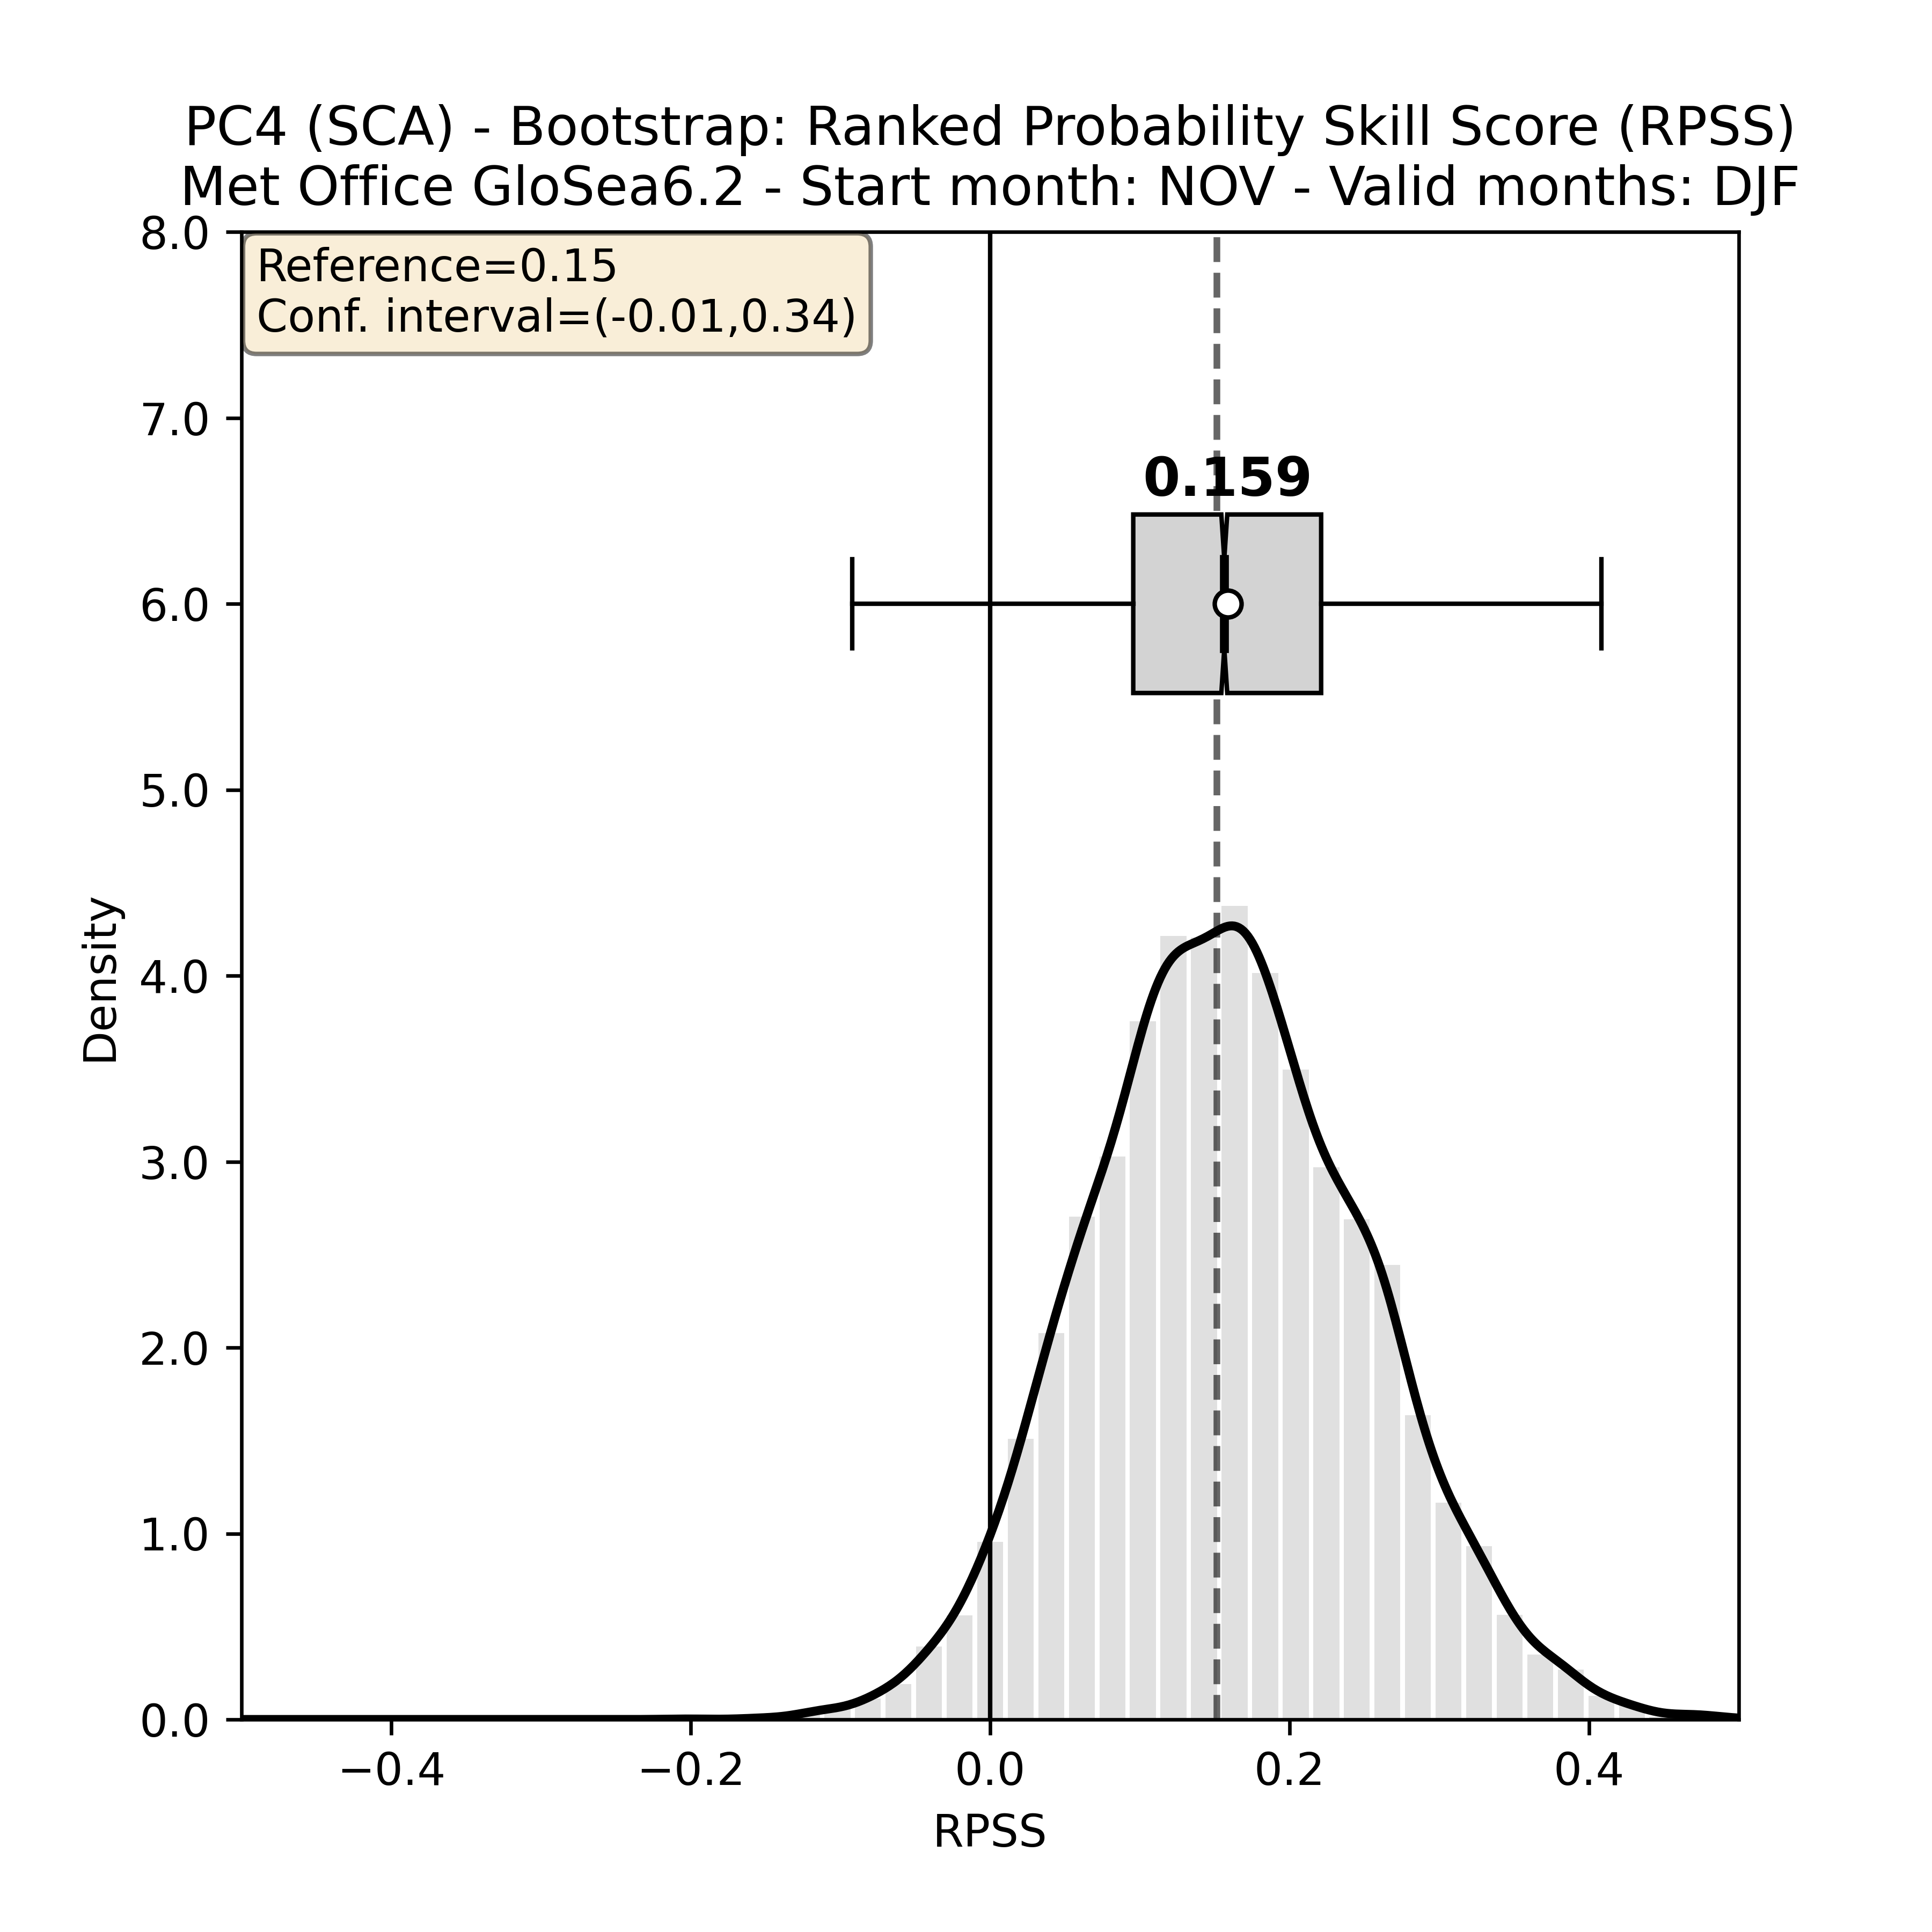 PC4 (SCA) - Bootstrap: Ranked Probability Skill Score (RPSS)
Met Office GloSea6.2 - Start month: NOV - Valid months: DJF
8.0
Reference=0.15
Conf. interval=(-0.01,0.34)
7.0
0.159
6.0
5.0
Density
4.0
3.0
2.0
1.0
0.0
−0.4 −0.2 0.0 0.2 0.4
RPSS